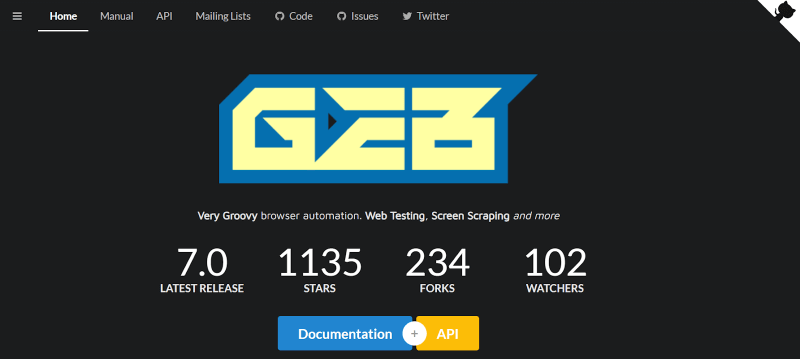 Home Manual API Mailing Lists Code Issues Twitter
GEB
Very Groovy browser automation. Web Testing, Screen Scraping and more
7.0 1135 234 102
LATEST RELEASE STARS FORKS WATCHERS
Documentation + API